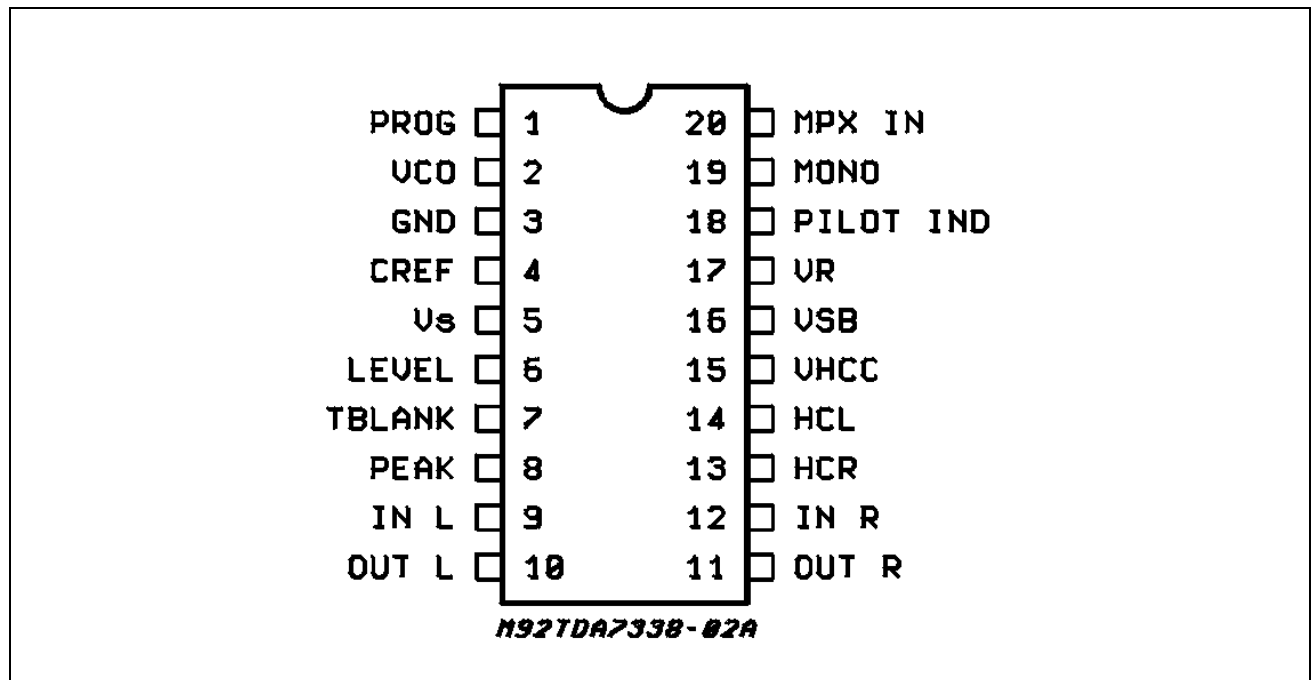 PROG 1 20 MPX IN
VCO 2 19 MONO
GND 3 18 PILOT IND
CREF 4 17 VR
Vs 5 16 VSB
LEVEL 6 15 VHCC
TBLANK 7 14 HCL
PEAK 8 13 HCR
IN L 9 12 IN R
OUT L 10 11 OUT R
M92TDA7338-02A